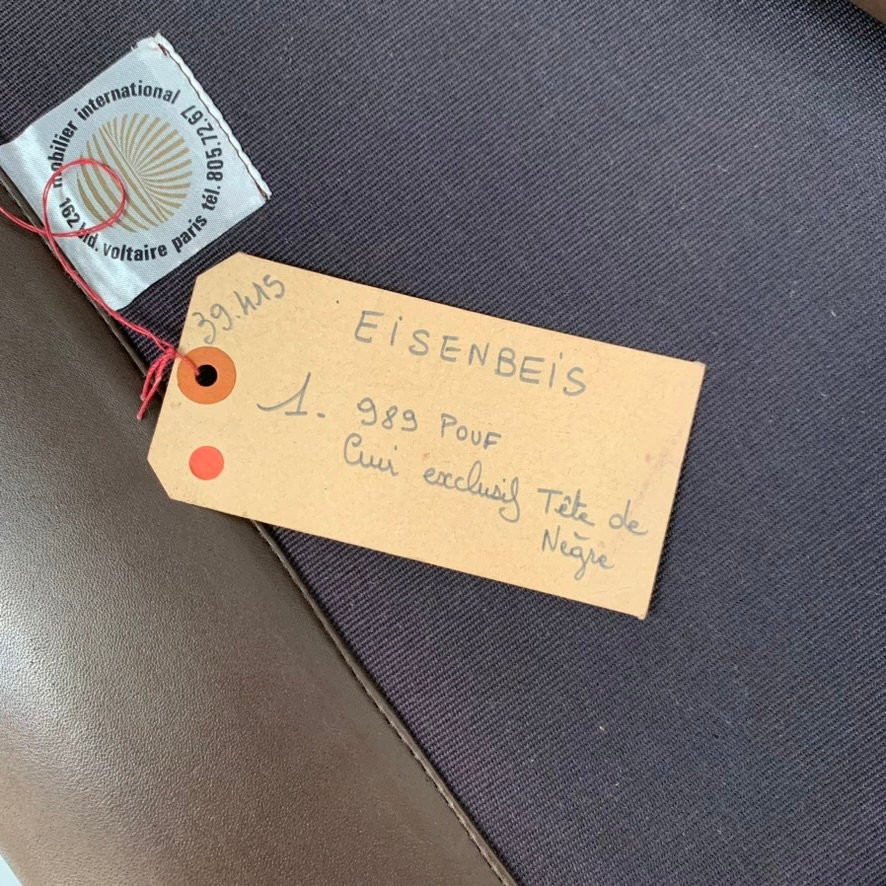 mobilier international
162 bld. voltaire paris tél. 805.72.67
39.415
EiSENBEiS
1. 989 POUF
Cuir exclusif Tête de
Nègre